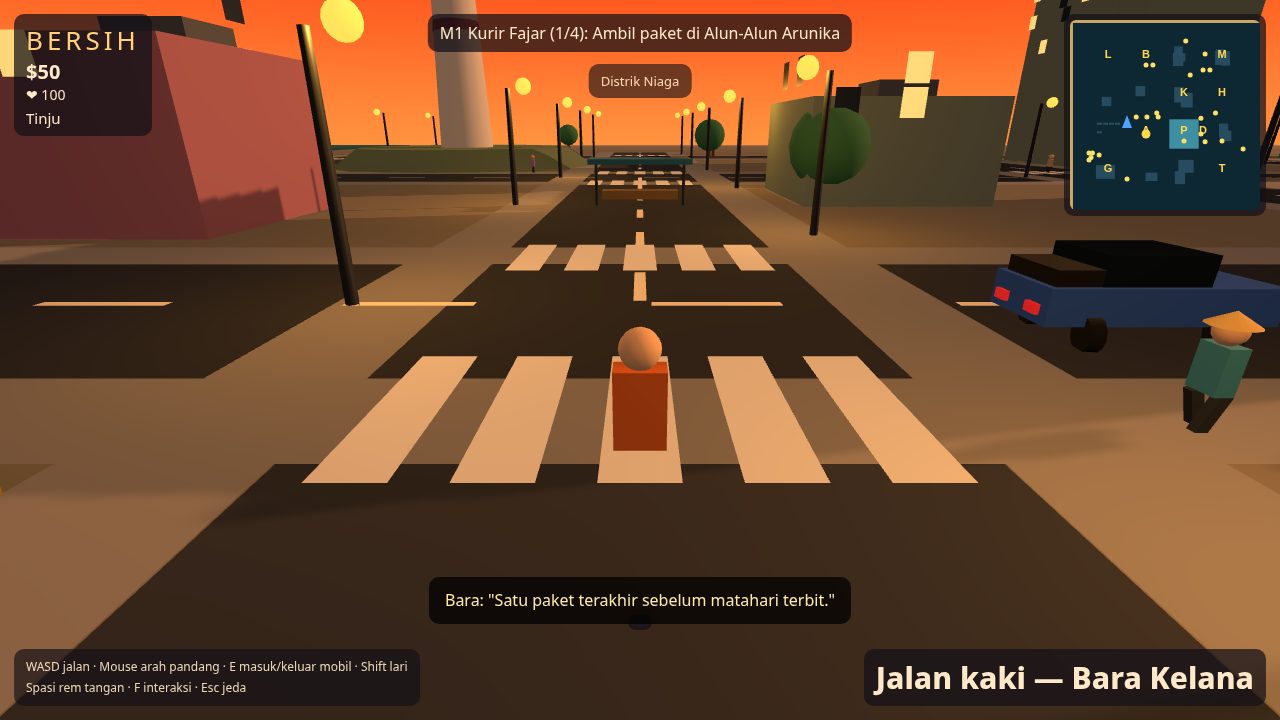 BERSIH
$50
❤ 100
Tinju
M1 Kurir Fajar (1/4): Ambil paket di Alun-Alun Arunika
Distrik Niaga
L B M
K H
P D
G T
Bara: "Satu paket terakhir sebelum matahari terbit."
WASD jalan · Mouse arah pandang · E masuk/keluar mobil · Shift lari
Spasi rem tangan · F interaksi · Esc jeda
Jalan kaki — Bara Kelana